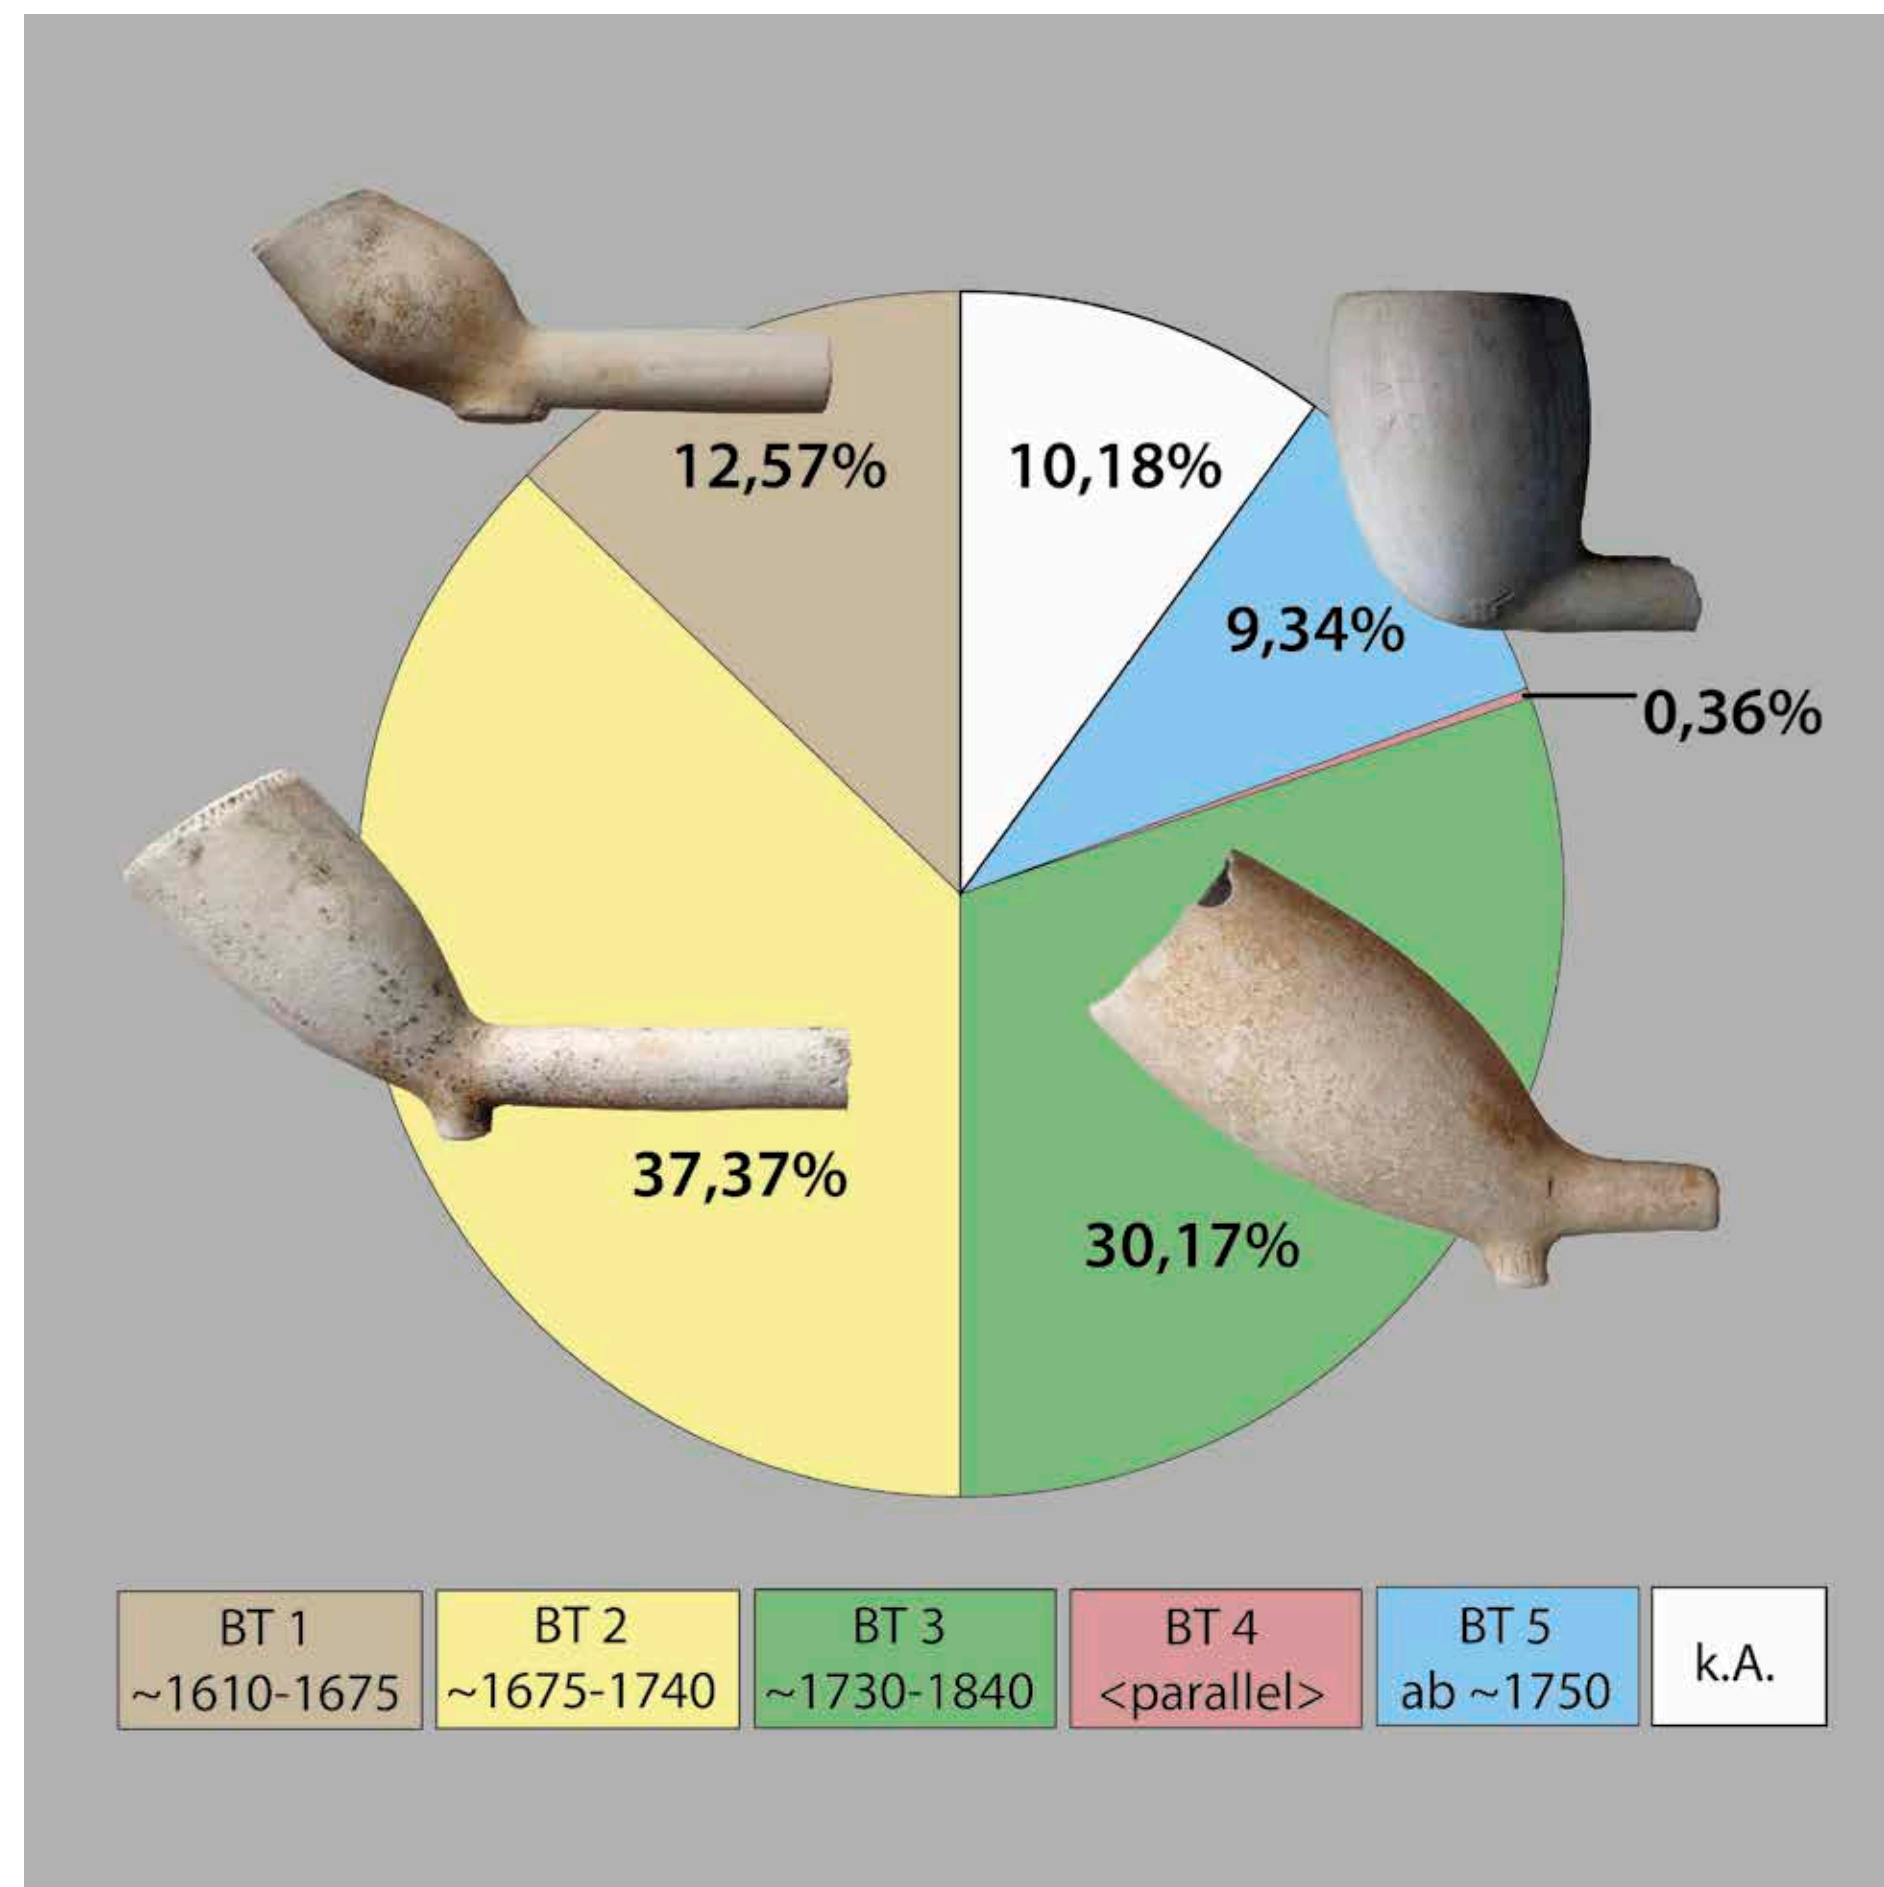 12,57%
10,18%
9,34%
0,36%
37,37%
30,17%
BT 1
~1610-1675
BT 2
~1675-1740
BT 3
~1730-1840
BT 4
<parallel>
BT 5
ab ~1750
k.A.